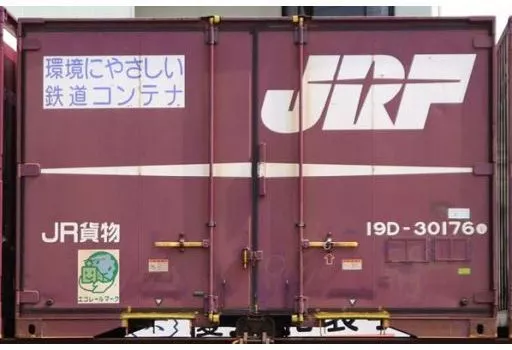 環境にやさしい
鉄道コンテナ
JRF
JR貨物
19D-30176
エコレールマーク